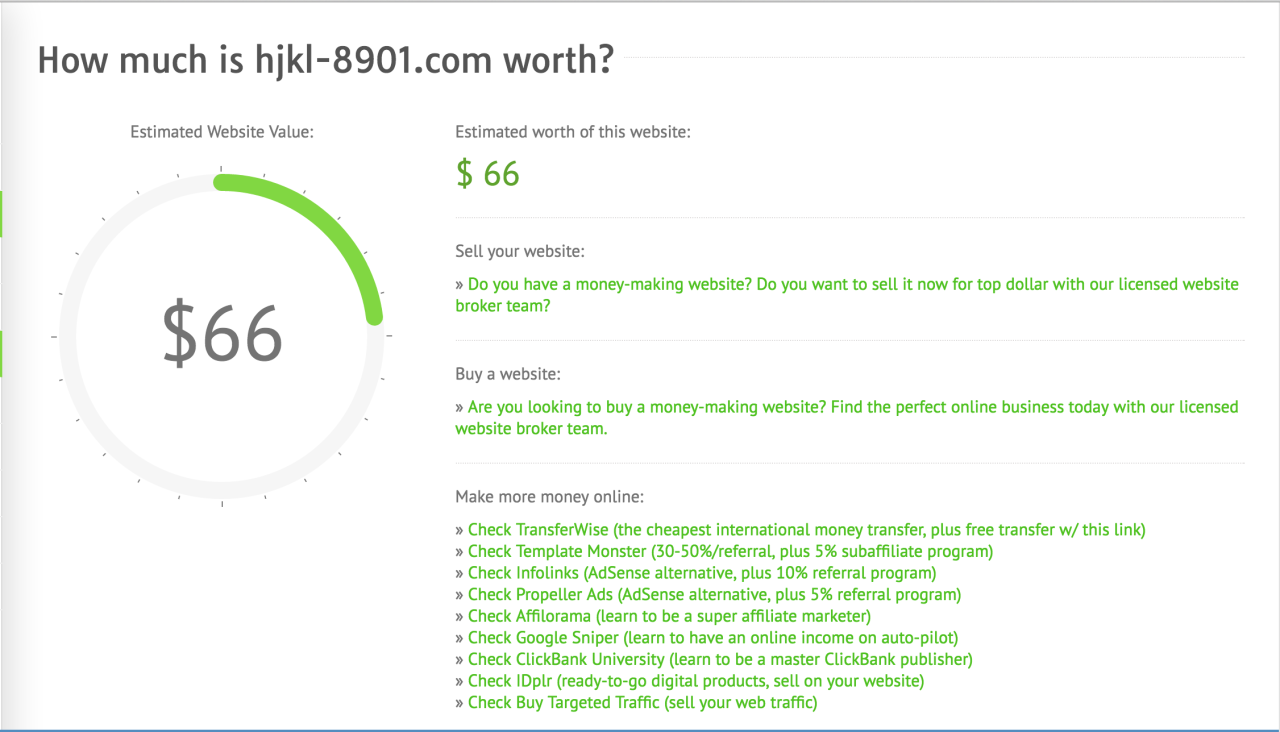 How much is hjkl-8901.com worth?
Estimated Website Value:
$66
Estimated worth of this website:
$ 66
Sell your website:
» Do you have a money-making website? Do you want to sell it now for top dollar with our licensed website
broker team?
Buy a website:
» Are you looking to buy a money-making website? Find the perfect online business today with our licensed
website broker team.
Make more money online:
» Check TransferWise (the cheapest international money transfer, plus free transfer w/ this link)
» Check Template Monster (30-50%/referral, plus 5% subaffiliate program)
» Check Infolinks (AdSense alternative, plus 10% referral program)
» Check Propeller Ads (AdSense alternative, plus 5% referral program)
» Check Affilorama (learn to be a super affiliate marketer)
» Check Google Sniper (learn to have an online income on auto-pilot)
» Check ClickBank University (learn to be a master ClickBank publisher)
» Check IDplr (ready-to-go digital products, sell on your website)
» Check Buy Targeted Traffic (sell your web traffic)